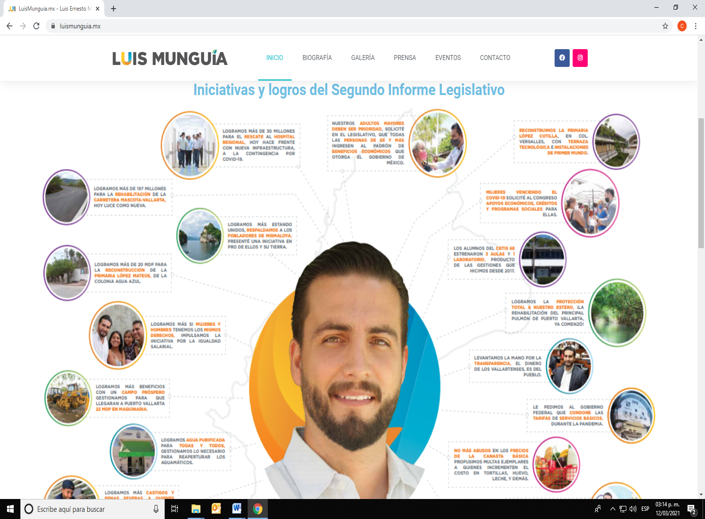 LuisMunguia.mx – Luis Ernesto M
luismunguia.mx
LUIS MUNGUÍA
INICIO
BIOGRAFÍA
GALERÍA
PRENSA
EVENTOS
CONTACTO
Iniciativas y logros del Segundo Informe Legislativo
LOGRAMOS MÁS DE 30 MILLONES
PARA EL RESCATE AL HOSPITAL
REGIONAL, HOY HACE FRENTE
CON NUEVA INFRAESTRUCTURA,
A LA CONTINGENCIA POR
COVID-19.
NUESTROS ADULTOS MAYORES
DEBEN SER PRIORIDAD, SOLICITÉ
EN EL LEGISLATIVO, QUE TODAS
LAS PERSONAS DE 65 Y MÁS
INGRESEN AL PADRÓN DE
BENEFICIOS ECONÓMICOS QUE
OTORGA EL GOBIERNO DE
MÉXICO.
RECONSTRUIMOS LA PRIMARIA
LÓPEZ COTILLA, EN COL.
VERSALLES, CON TERRAZA
TECNOLÓGICA E INSTALACIONES
DE PRIMER MUNDO.
LOGRAMOS MÁS DE 197 MILLONES
PARA LA REHABILITACIÓN DE LA
CARRETERA MASCOTA-VALLARTA,
HOY LUCE COMO NUEVA.
MUJERES VENCIENDO EL
COVID-19 SOLICITÉ AL CONGRESO
APOYOS ECONÓMICOS, CRÉDITOS
Y PROGRAMAS SOCIALES PARA
ELLAS.
LOGRAMOS MÁS ESTANDO
UNIDOS, RESPALDAMOS A LOS
POBLADORES DE MISMALOYA,
PRESENTÉ UNA INICIATIVA EN
PRO DE ELLOS Y SU TIERRA.
LOS ALUMNOS DEL CETIS 68
ESTRENARON 2 AULAS Y 1
LABORATORIO, PRODUCTO
DE LAS GESTIONES QUE
HICIMOS DESDE 2017.
LOGRAMOS MÁS DE 20 MDP PARA
LA RECONSTRUCCIÓN DE LA
PRIMARIA LÓPEZ MATEOS, DE LA
COLONIA AGUA AZUL.
LOGRAMOS LA PROTECCIÓN
TOTAL A NUESTRO ESTERO, LA
REHABILITACIÓN DEL PRINCIPAL
PULMÓN DE PUERTO VALLARTA,
YA COMENZÓ!
LOGRAMOS MÁS SI MUJERES Y
HOMBRES TENEMOS LOS MISMOS
DERECHOS, IMPULSAMOS LA
INICIATIVA POR LA IGUALDAD
SALARIAL.
LEVANTAMOS LA MANO POR LA
TRANSPARENCIA, EL DINERO
DE LOS VALLARTENSES, ES DEL
PUEBLO.
LOGRAMOS MÁS BENEFICIOS
CON UN CAMPO PRÓSPERO
GESTIONAMOS PARA QUE
LLEGARAN A PUERTO VALLARTA
22 MDP EN MAQUINARIA.
LE PEDIMOS AL GOBIERNO
FEDERAL QUE CONDONE LAS
TARIFAS DE SERVICIOS BÁSICOS,
DURANTE LA PANDEMIA.
LOGRAMOS AGUA PURIFICADA
PARA TODAS Y TODOS,
GESTIONAMOS LO NECESARIO
PARA REAPERTURAR LOS
AGUAMÁTICOS.
NO MÁS ABUSOS EN LOS PRECIOS
DE LA CANASTA BÁSICA
PROPUSIMOS MULTAS EJEMPLARES
A QUIENES INCREMENTEN EL
COSTO EN TORTILLAS, HUEVO,
LECHE, Y DEMÁS.
LOGRAMOS MÁS CASTIGOS Y
Escribe aquí para buscar
ESP
03:14 p. m.
12/03/2021